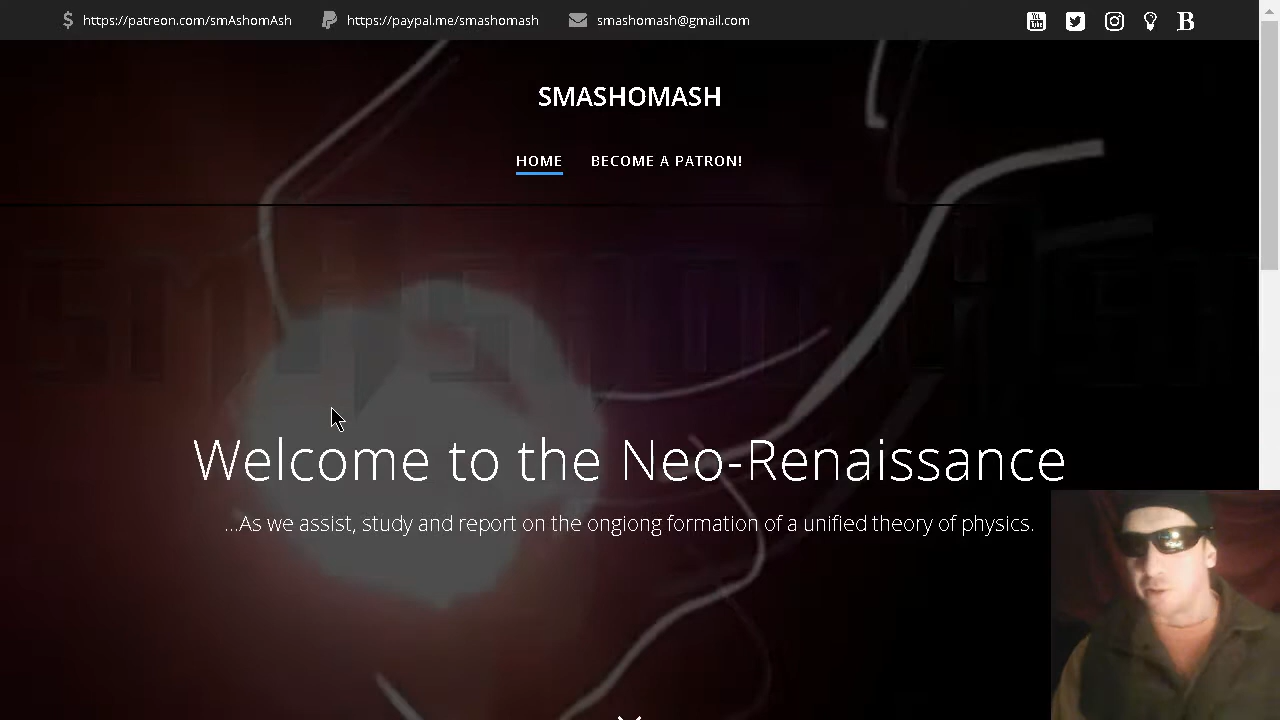 https://patreon.com/smAshomAsh https://paypal.me/smashomash smashomash@gmail.com
SMASHOMASH
HOME BECOME A PATRON!
Welcome to the Neo-Renaissance
...As we assist, study and report on the ongiong formation of a unified theory of physics.